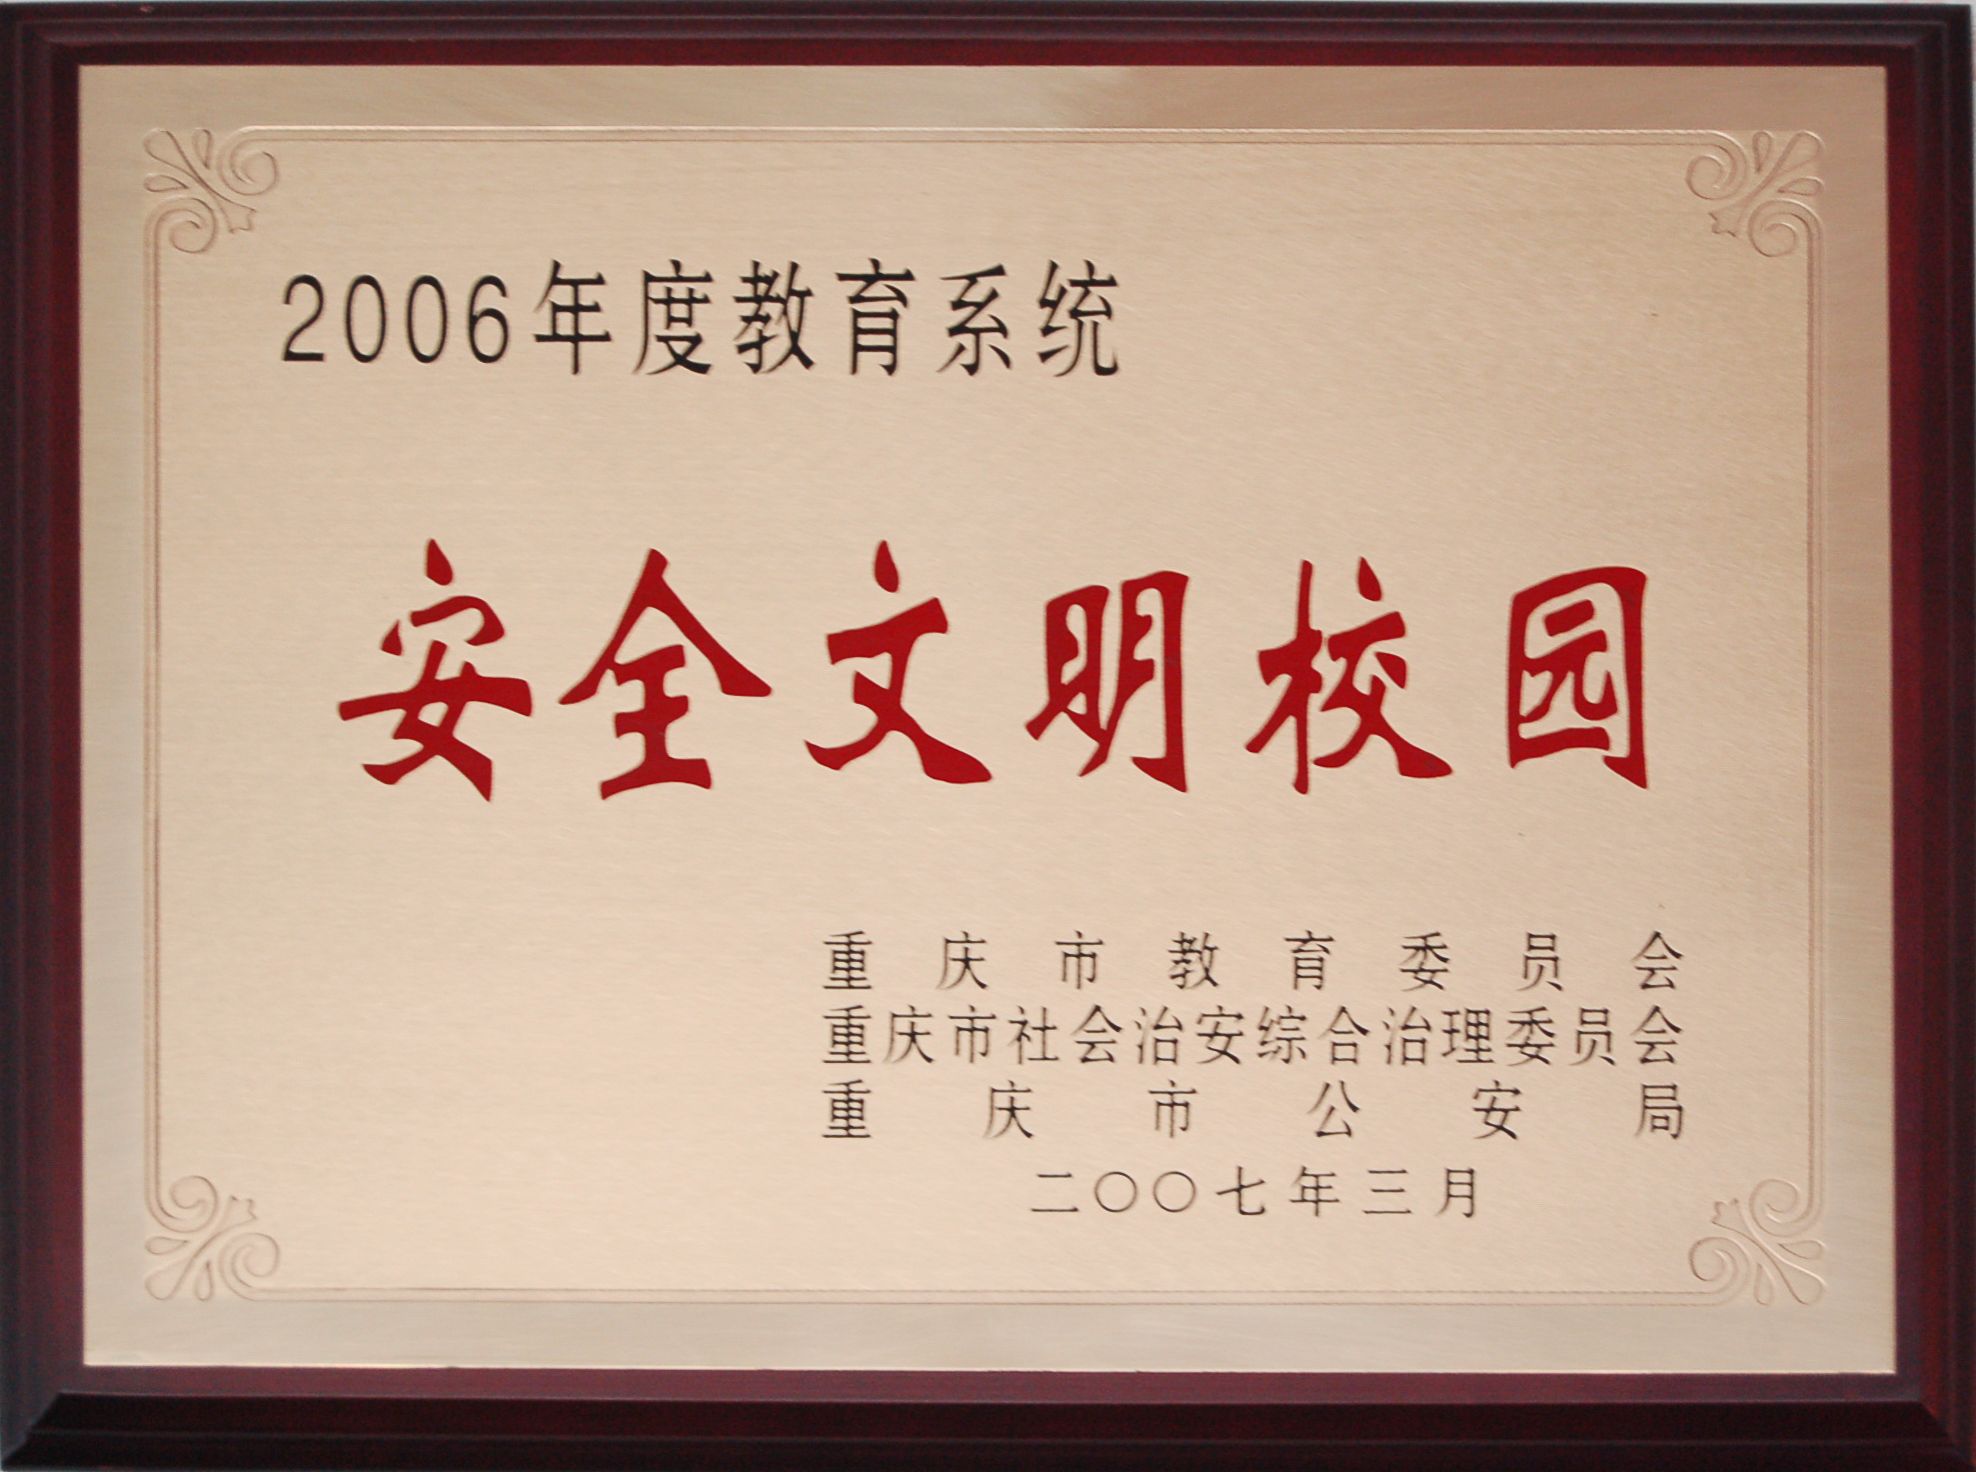 2006年度教育系统
安全文明校园
重庆市教育委员会
重庆市社会治安综合治理委员会
重庆市公安局
二〇〇七年三月